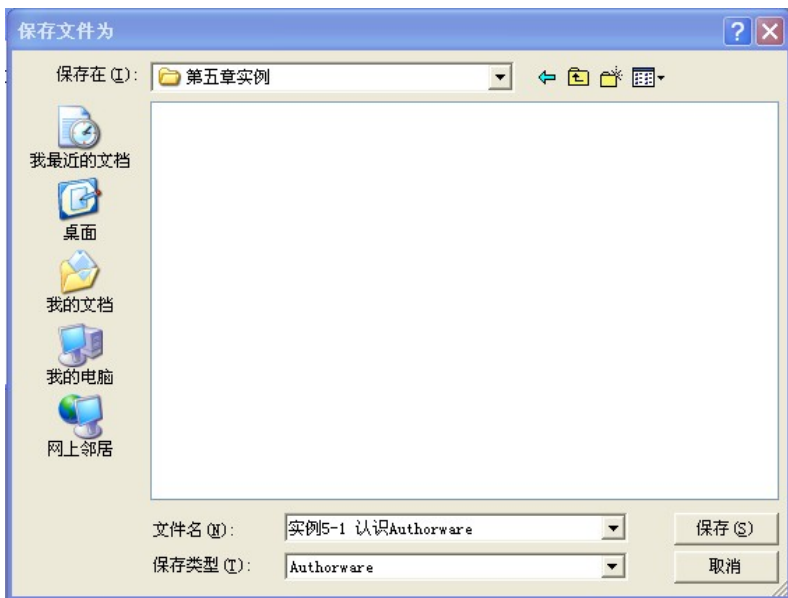 保存文件为
保存在(I): 第五章实例
我最近的文档
桌面
我的文档
我的电脑
网上邻居
文件名(N): 实例5-1 认识Authorware 保存(S)
保存类型(T): Authorware 取消